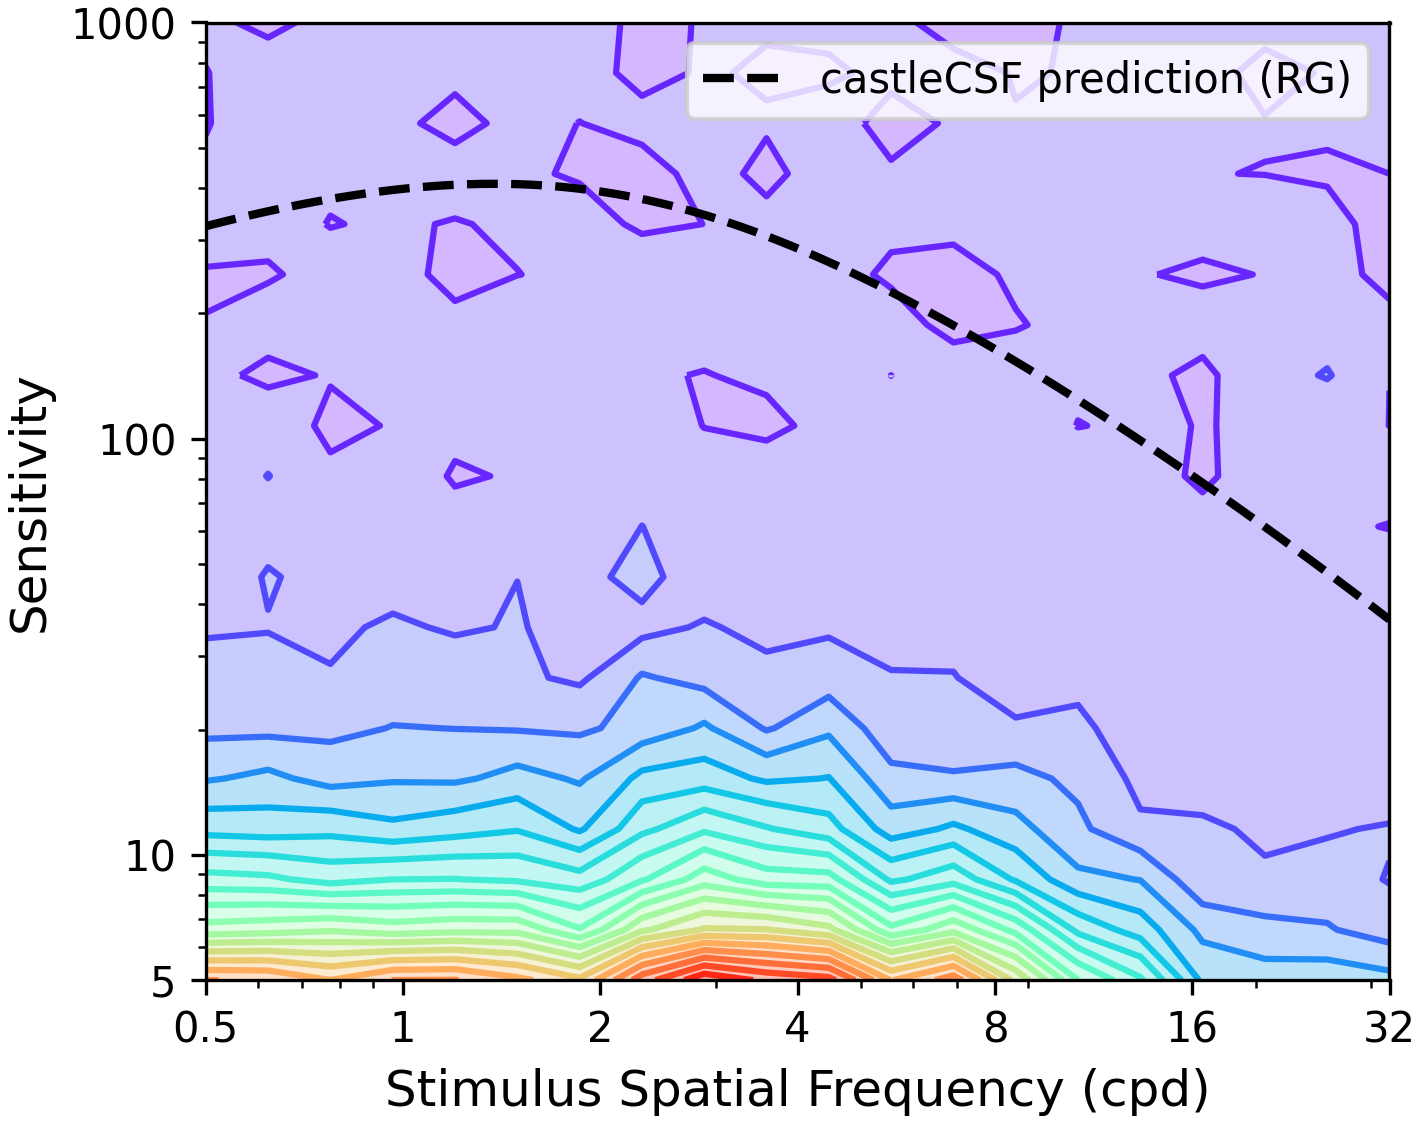 1000
castleCSF prediction (RG)
100
Sensitivity
10
5
0.5 1 2 4 8 16 32
Stimulus Spatial Frequency (cpd)